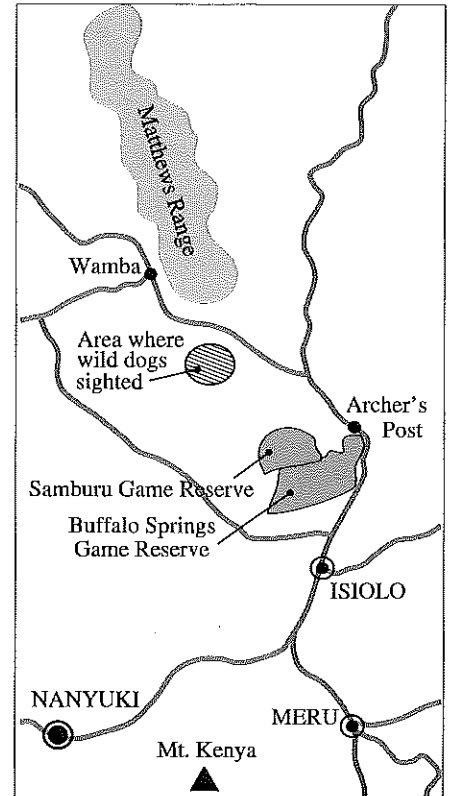 Matthews Range
Wamba
Area where
wild dogs
sighted
Archer's
Post
Samburu Game Reserve
Buffalo Springs
Game Reserve
ISIOLO
NANYUKI
MERU
Mt. Kenya